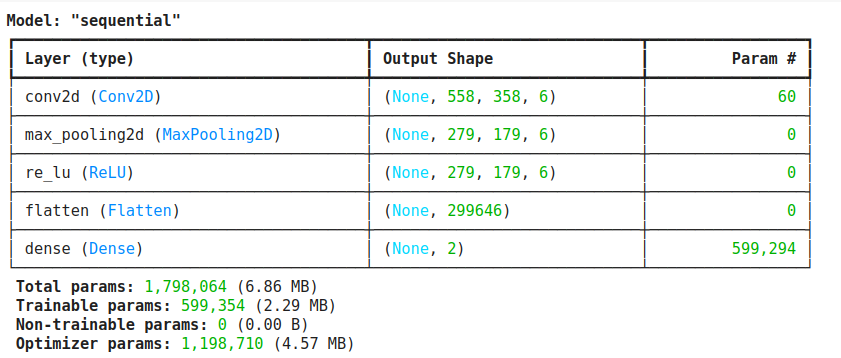 Model: "sequential"
Layer (type) Output Shape Param #
conv2d (Conv2D) (None, 558, 358, 6) 60
max_pooling2d (MaxPooling2D) (None, 279, 179, 6) 0
re_lu (ReLU) (None, 279, 179, 6) 0
flatten (Flatten) (None, 299646) 0
dense (Dense) (None, 2) 599,294
Total params: 1,798,064 (6.86 MB)
Trainable params: 599,354 (2.29 MB)
Non-trainable params: 0 (0.00 B)
Optimizer params: 1,198,710 (4.57 MB)